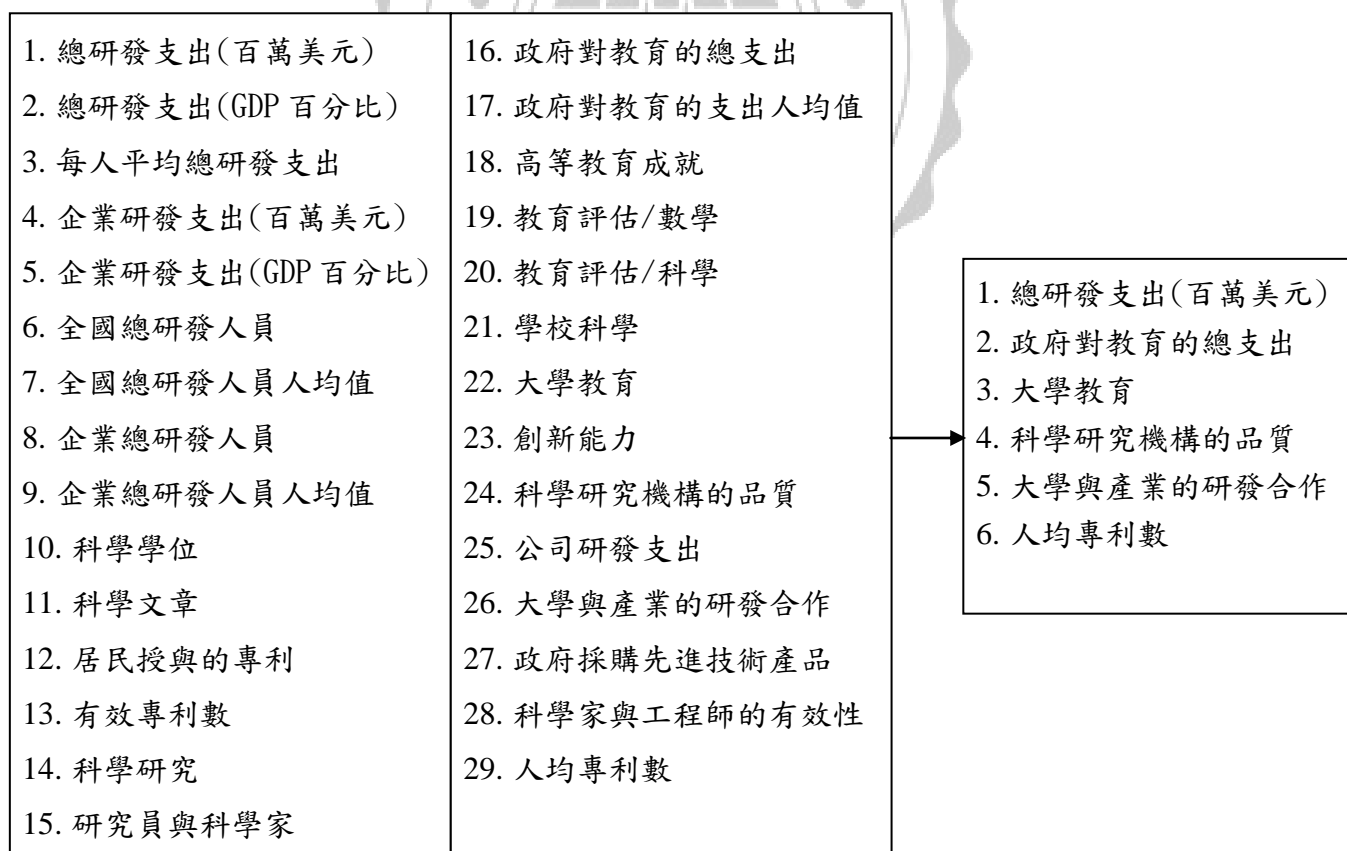 1. 總研發支出(百萬美元)
2. 總研發支出(GDP 百分比)
3. 每人平均總研發支出
4. 企業研發支出(百萬美元)
5. 企業研發支出(GDP 百分比)
6. 全國總研發人員
7. 全國總研發人員人均值
8. 企業總研發人員
9. 企業總研發人員人均值
10. 科學學位
11. 科學文章
12. 居民授與的專利
13. 有效專利數
14. 科學研究
15. 研究員與科學家
16. 政府對教育的總支出
17. 政府對教育的支出人均值
18. 高等教育成就
19. 教育評估/數學
20. 教育評估/科學
21. 學校科學
22. 大學教育
23. 創新能力
24. 科學研究機構的品質
25. 公司研發支出
26. 大學與產業的研發合作
27. 政府採購先進技術產品
28. 科學家與工程師的有效性
29. 人均專利數
1. 總研發支出(百萬美元)
2. 政府對教育的總支出
3. 大學教育
4. 科學研究機構的品質
5. 大學與產業的研發合作
6. 人均專利數